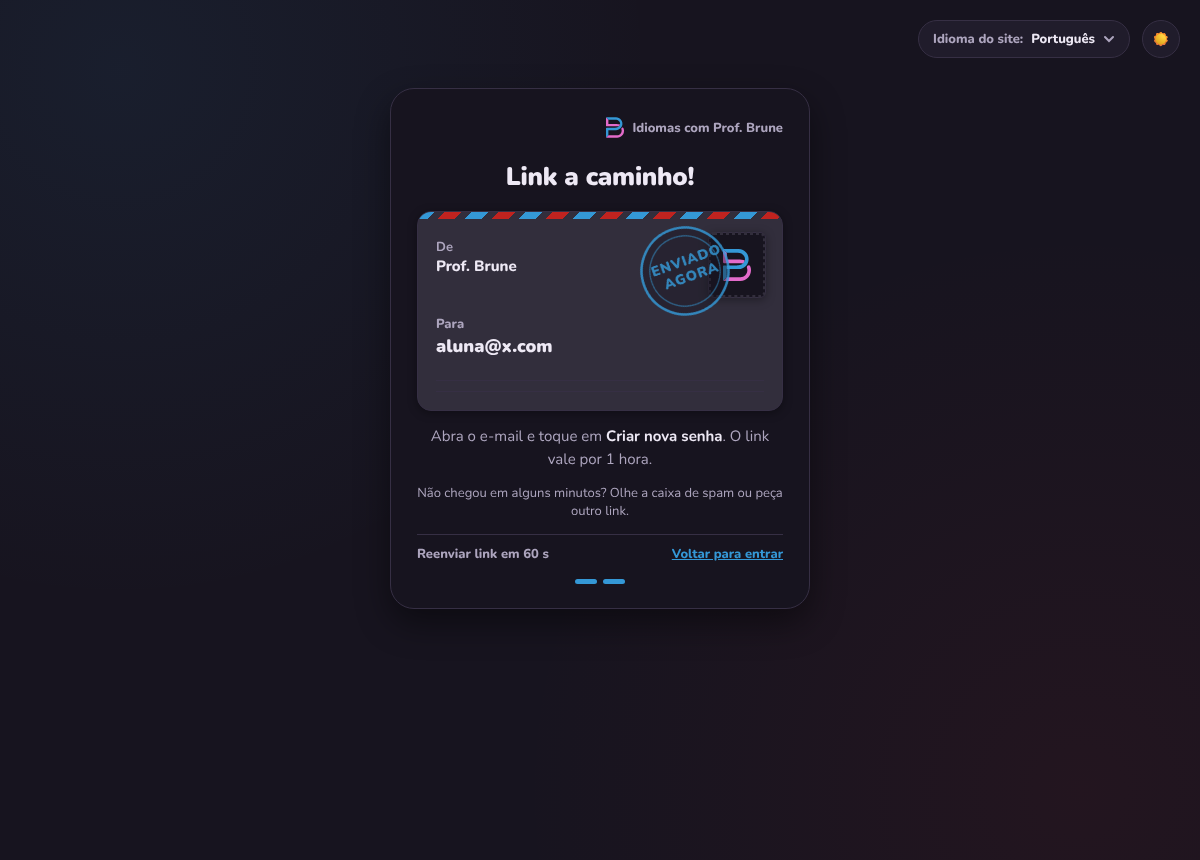 Idioma do site: Português
Idiomas com Prof. Brune
Link a caminho!
De
Prof. Brune
ENVIADO
AGORA
Para
aluna@x.com
Abra o e-mail e toque em Criar nova senha. O link
vale por 1 hora.
Não chegou em alguns minutos? Olhe a caixa de spam ou peça
outro link.
Reenviar link em 60 s
Voltar para entrar